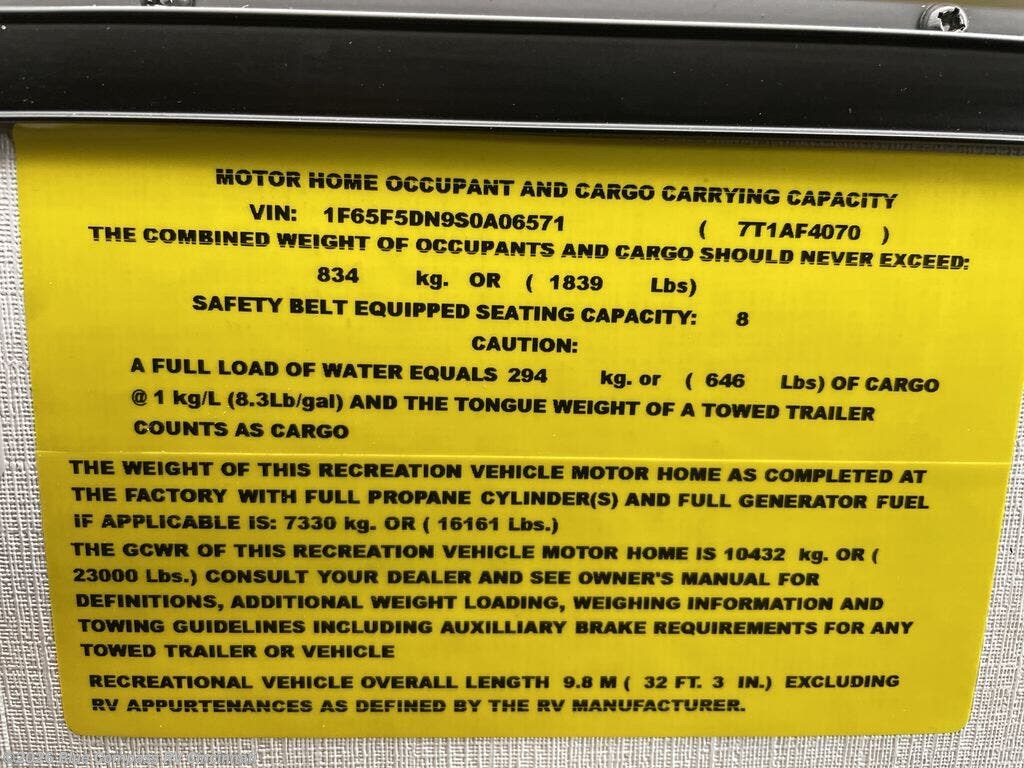 MOTOR HOME OCCUPANT AND CARGO CARRYING CAPACITY
VIN: 1F65F5DN9S0A06571 ( 7T1AF4070 )
THE COMBINED WEIGHT OF OCCUPANTS AND CARGO SHOULD NEVER EXCEED:
834 kg. OR ( 1839 Lbs)
SAFETY BELT EQUIPPED SEATING CAPACITY: 8
CAUTION:
A FULL LOAD OF WATER EQUALS 294 kg. or ( 646 Lbs) OF CARGO
@ 1 kg/L (8.3Lb/gal) AND THE TONGUE WEIGHT OF A TOWED TRAILER
COUNTS AS CARGO
THE WEIGHT OF THIS RECREATION VEHICLE MOTOR HOME AS COMPLETED AT
THE FACTORY WITH FULL PROPANE CYLINDER(S) AND FULL GENERATOR FUEL
IF APPLICABLE IS: 7330 kg. OR ( 16161 Lbs.)
THE GCWR OF THIS RECREATION VEHICLE MOTOR HOME IS 10432 kg. OR (
23000 Lbs.) CONSULT YOUR DEALER AND SEE OWNER'S MANUAL FOR
DEFINITIONS, ADDITIONAL WEIGHT LOADING, WEIGHING INFORMATION AND
TOWING GUIDELINES INCLUDING AUXILLIARY BRAKE REQUIREMENTS FOR ANY
TOWED TRAILER OR VEHICLE
RECREATIONAL VEHICLE OVERALL LENGTH 9.8 M ( 32 FT. 3 IN.) EXCLUDING
RV APPURTENANCES AS DEFINED BY THE RV MANUFACTURER.